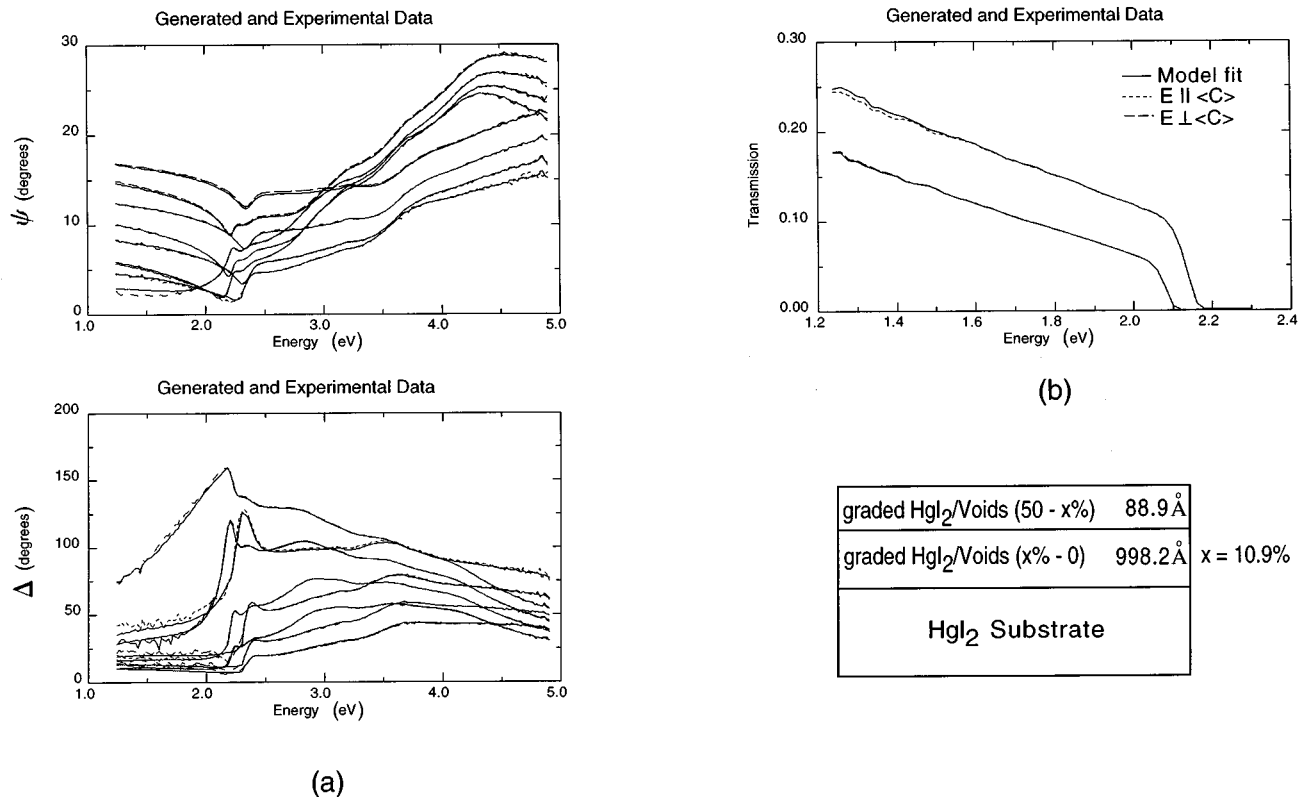 Generated and Experimental Data
30
20
10
0
ψ (degrees)
1.0 2.0 3.0 4.0 5.0
Energy (eV)
Generated and Experimental Data
200
150
100
50
0
Δ (degrees)
1.0 2.0 3.0 4.0 5.0
Energy (eV)
(a)
Generated and Experimental Data
0.30
0.20
0.10
0.00
Transmission
Model fit
E || <C>
E ⊥ <C>
1.2 1.4 1.6 1.8 2.0 2.2 2.4
Energy (eV)
(b)
graded HgI₂/Voids (50 - x%) 88.9Å
graded HgI₂/Voids (x% - 0) 998.2Å x = 10.9%
HgI₂ Substrate